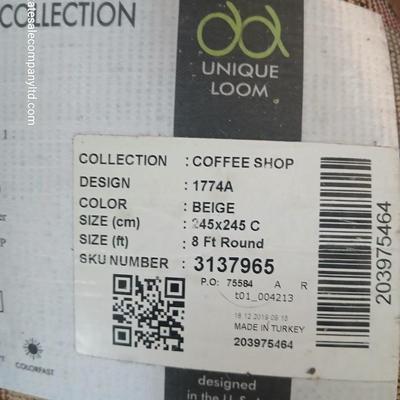 COLLECTION
UNIQUE
LOOM
COLLECTION : COFFEE SHOP
DESIGN : 1774A
COLOR : BEIGE
SIZE (cm) : 245x245 C
SIZE (ft) : 8 Ft Round
SKU NUMBER : 3137965
P.O: 75584 A R
t01_004213
MADE IN TURKEY
203975464
203975464
COLORFAST
designed
in the U.S.A